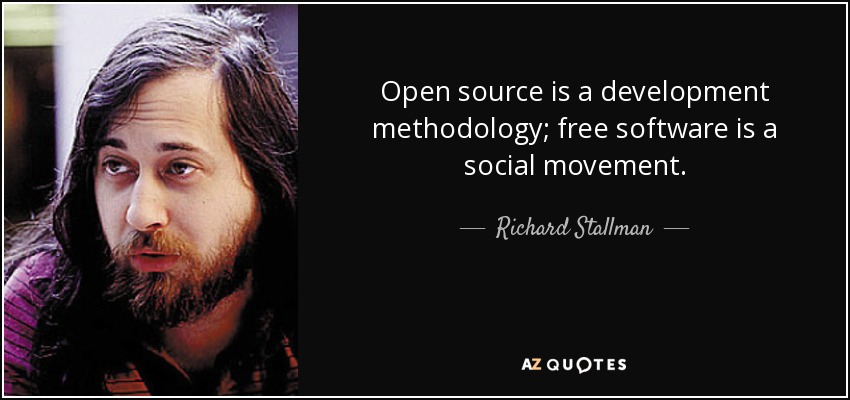 Open source is a development
methodology; free software is a
social movement.
— Richard Stallman —
AZ QUOTES